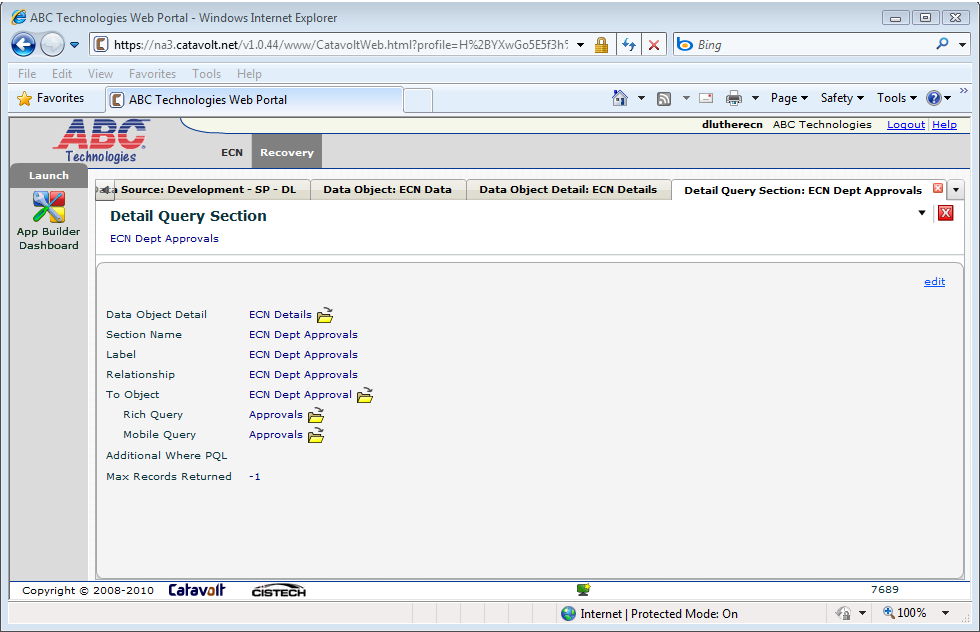 ABC Technologies Web Portal - Windows Internet Explorer
https://na3.catavolt.net/v1.0.44/www/CatavoltWeb.html?profile=H%2BYXwGo5E5f3h%
Bing
File Edit View Favorites Tools Help
Favorites
ABC Technologies Web Portal
Page Safety Tools
dlutherecn ABC Technologies Logout Help
ABC
Technologies
ECN Recovery
Launch
App Builder
Dashboard
Source: Development - SP - DL Data Object: ECN Data Data Object Detail: ECN Details Detail Query Section: ECN Dept Approvals
Detail Query Section
ECN Dept Approvals
edit
Data Object Detail ECN Details
Section Name ECN Dept Approvals
Label ECN Dept Approvals
Relationship ECN Dept Approvals
To Object ECN Dept Approval
Rich Query Approvals
Mobile Query Approvals
Additional Where PQL
Max Records Returned -1
Copyright © 2008-2010 Catavolt CISTECH 7689
Internet | Protected Mode: On 100%